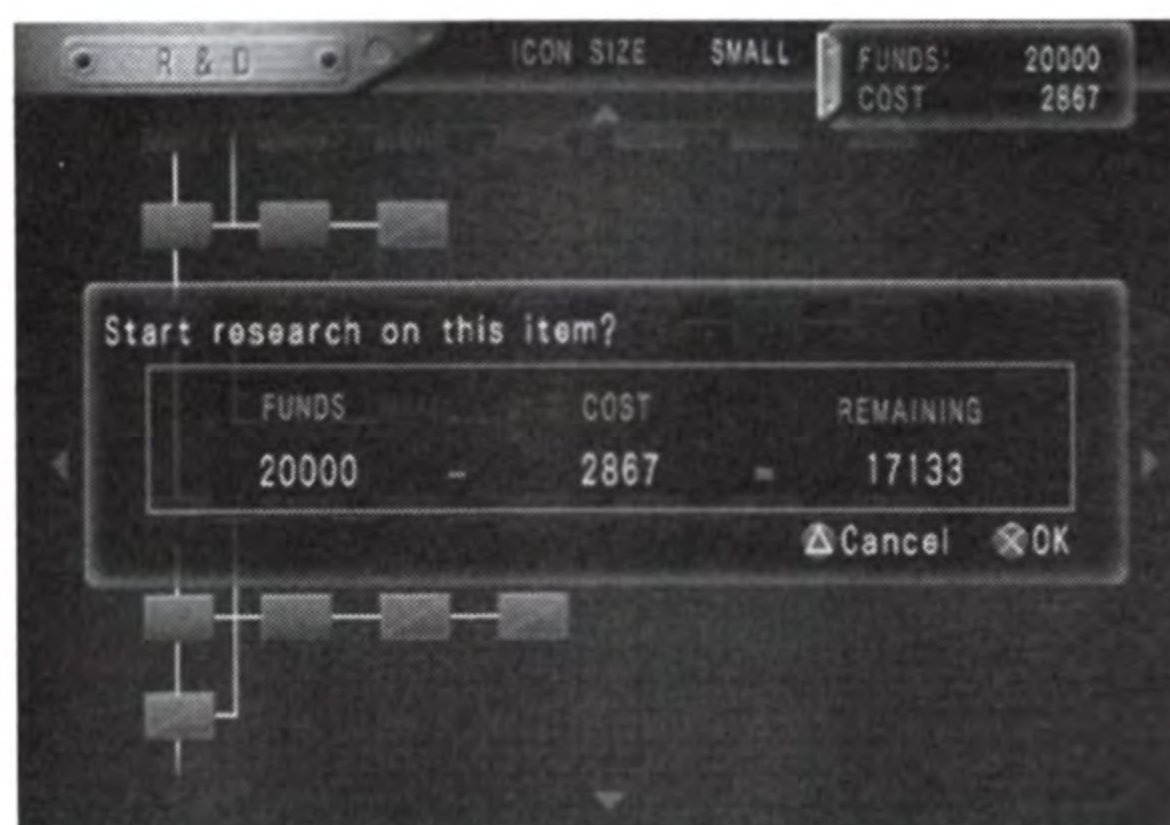 R & D
ICON SIZE SMALL
FUNDS: 20000
COST 2867
Start research on this item?
FUNDS COST REMAINING
20000 - 2867 = 17133
Cancel OK